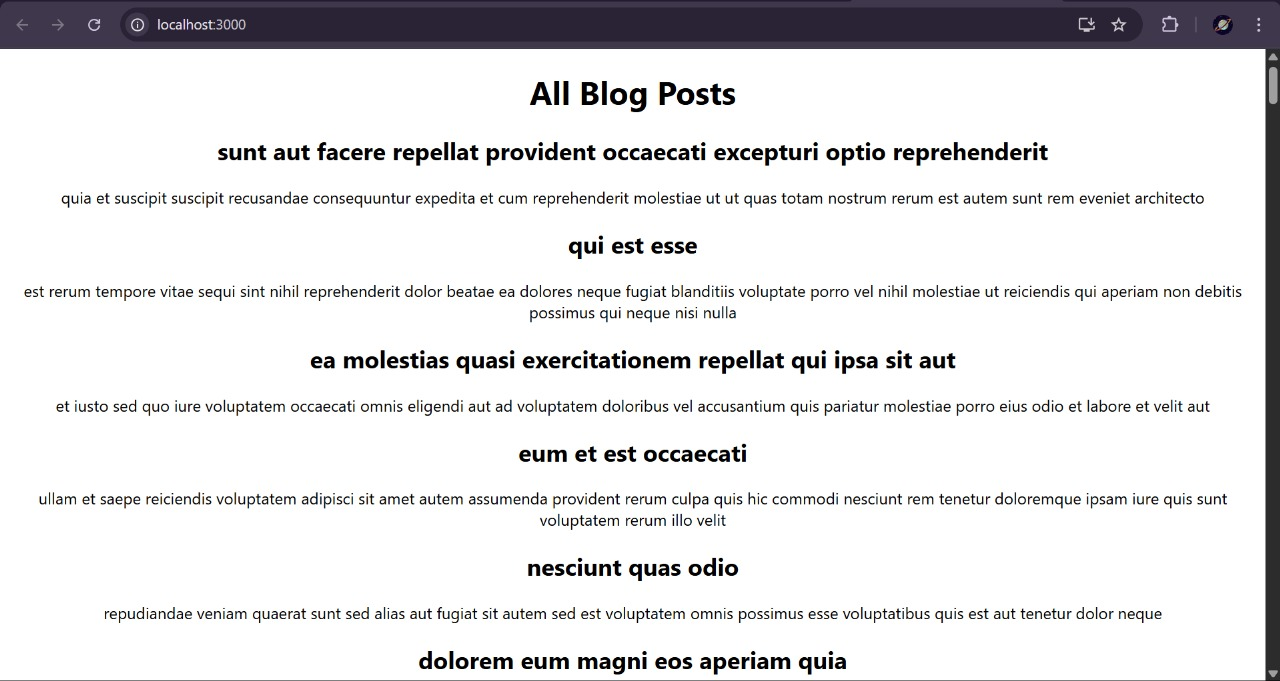 localhost:3000
All Blog Posts
sunt aut facere repellat provident occaecati excepturi optio reprehenderit
quia et suscipit suscipit recusandae consequuntur expedita et cum reprehenderit molestiae ut ut quas totam nostrum rerum est autem sunt rem eveniet architecto
qui est esse
est rerum tempore vitae sequi sint nihil reprehenderit dolor beatae ea dolores neque fugiat blanditiis voluptate porro vel nihil molestiae ut reiciendis qui aperiam non debitis
possimus qui neque nisi nulla
ea molestias quasi exercitationem repellat qui ipsa sit aut
et iusto sed quo iure voluptatem occaecati omnis eligendi aut ad voluptatem doloribus vel accusantium quis pariatur molestiae porro eius odio et labore et velit aut
eum et est occaecati
ullam et saepe reiciendis voluptatem adipisci sit amet autem assumenda provident rerum culpa quis hic commodi nesciunt rem tenetur doloremque ipsam iure quis sunt
voluptatem rerum illo velit
nesciunt quas odio
repudiandae veniam quaerat sunt sed alias aut fugiat sit autem sed est voluptatem omnis possimus esse voluptatibus quis est aut tenetur dolor neque
dolorem eum magni eos aperiam quia